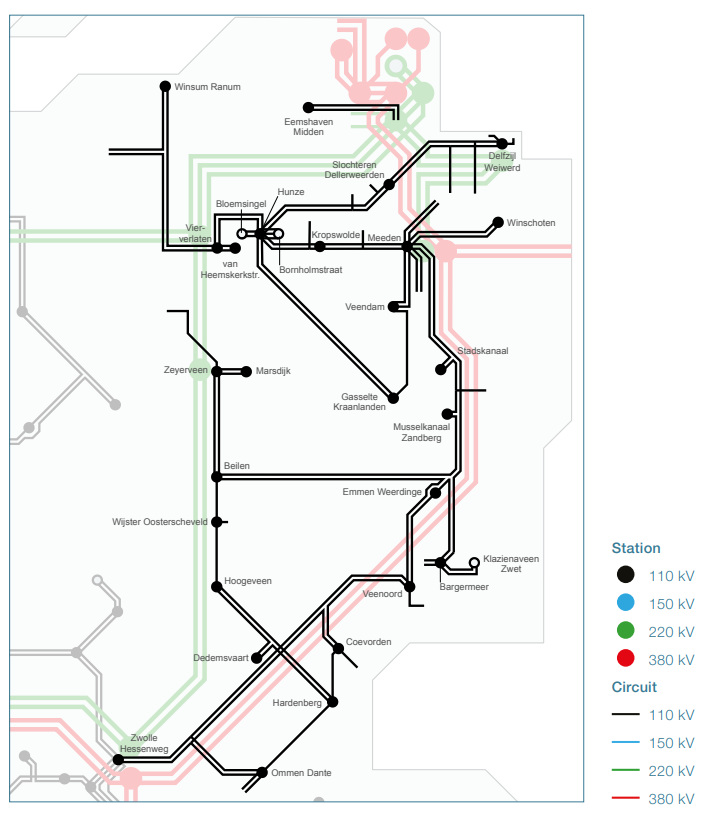 Winsum Ranum
Eemshaven
Midden
Delfzijl
Weiwerd
Slochteren
Dellerweerden
Hunze
Bloemsingel
Vier-
verlaten
Kropswolde
Meeden
Winschoten
van
Heemskerkstr.
Bornholmstraat
Veendam
Stadskanaal
Zeyerveen
Marsdijk
Gasselte
Kraanlanden
Musselkanaal
Zandberg
Beilen
Emmen Weerdinge
Wijster Oosterscheveld
Klazienaveen
Zwet
Hoogeveen
Veenoord
Bargermeer
Coevorden
Dedemsvaart
Hardenberg
Zwolle
Hessenweg
Ommen Dante
Station
110 kV
150 kV
220 kV
380 kV
Circuit
110 kV
150 kV
220 kV
380 kV